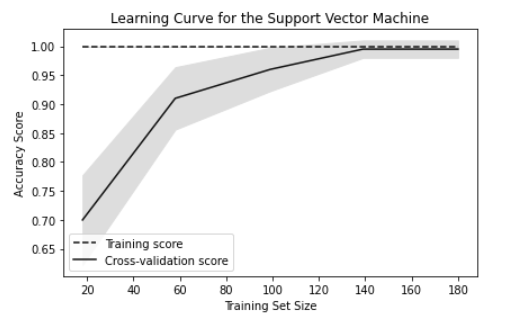 Learning Curve for the Support Vector Machine
1.00
0.95
0.90
0.85
0.80
0.75
0.70
0.65
Accuracy Score
Training score
Cross-validation score
20 40 60 80 100 120 140 160 180
Training Set Size